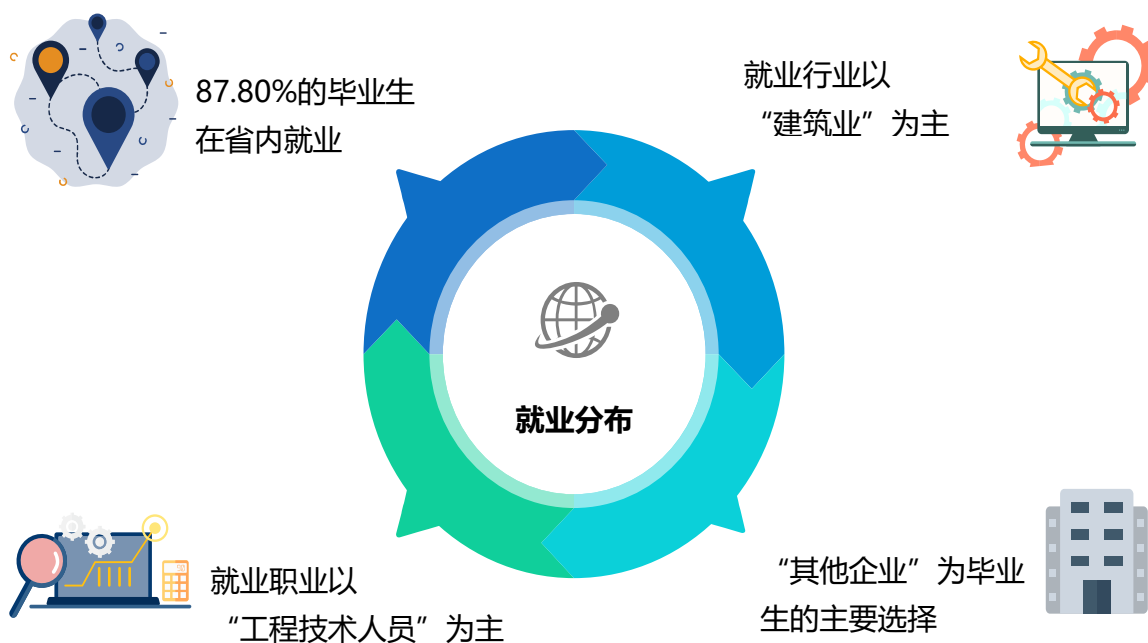 87.80%的毕业生
在省内就业
就业行业以
“建筑业”为主
就业分布
就业职业以
“工程技术人员”为主
“其他企业”为毕业
生的主要选择